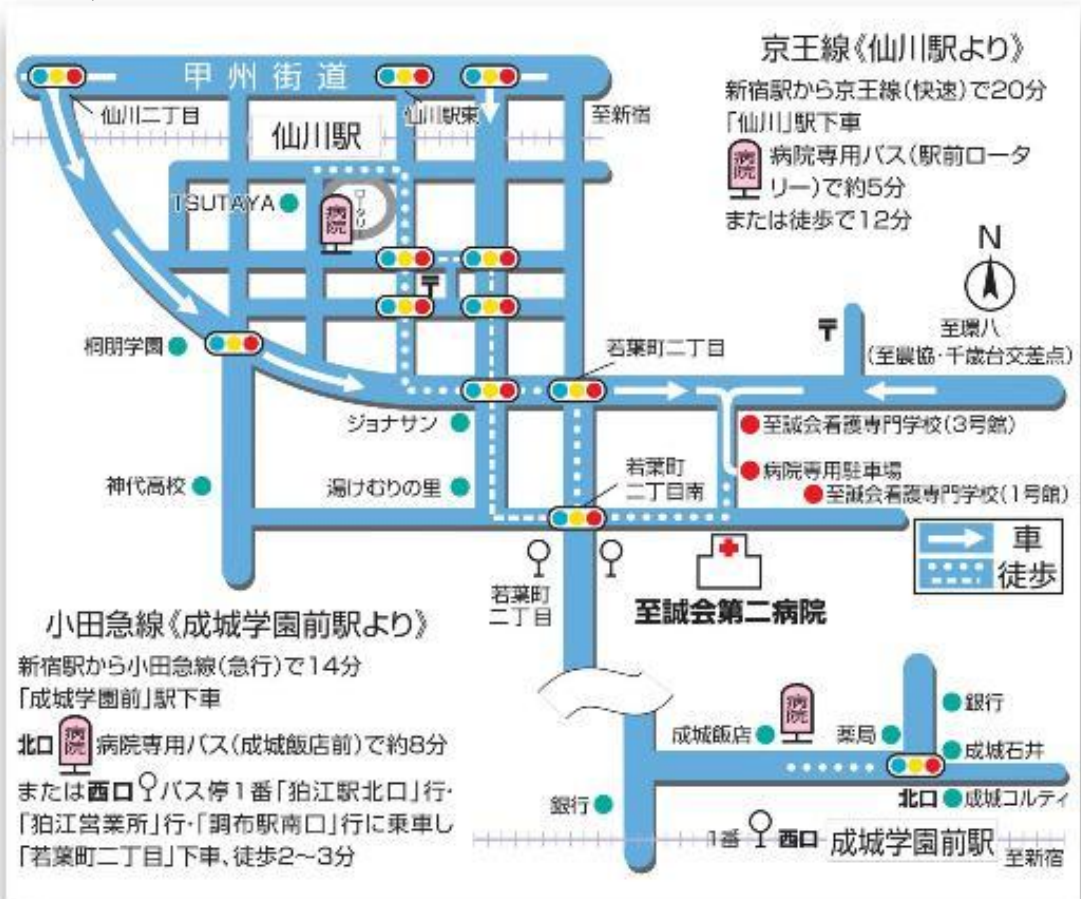 京王線《仙川駅より》
新宿駅から京王線(快速)で20分
「仙川」駅下車
病院 病院専用バス(駅前ロータ
リー)で約5分
または徒歩で12分
甲州街道
仙川二丁目
仙川駅東
至新宿
仙川駅
TSUTAYA
病院
ロータリー
〒
N
桐朋学園
若葉町二丁目
〒
至環八
(至農協・千歳台交差点)
ジョナサン
至誠会看護専門学校(3号館)
神代高校
湯けむりの里
若葉町
二丁目南
病院専用駐車場
至誠会看護専門学校(1号館)
車
徒歩
若葉町
二丁目
至誠会第二病院
小田急線《成城学園前駅より》
新宿駅から小田急線(急行)で14分
「成城学園前」駅下車
北口 病院 病院専用バス(成城飯店前)で約8分
または西口 バス停1番「狛江駅北口」行・
「狛江営業所」行・「調布駅南口」行に乗車し
「若葉町二丁目」下車、徒歩2〜3分
病院
銀行
成城飯店
薬局
成城石井
銀行
北口
成城コルティ
1番
西口
成城学園前駅
至新宿